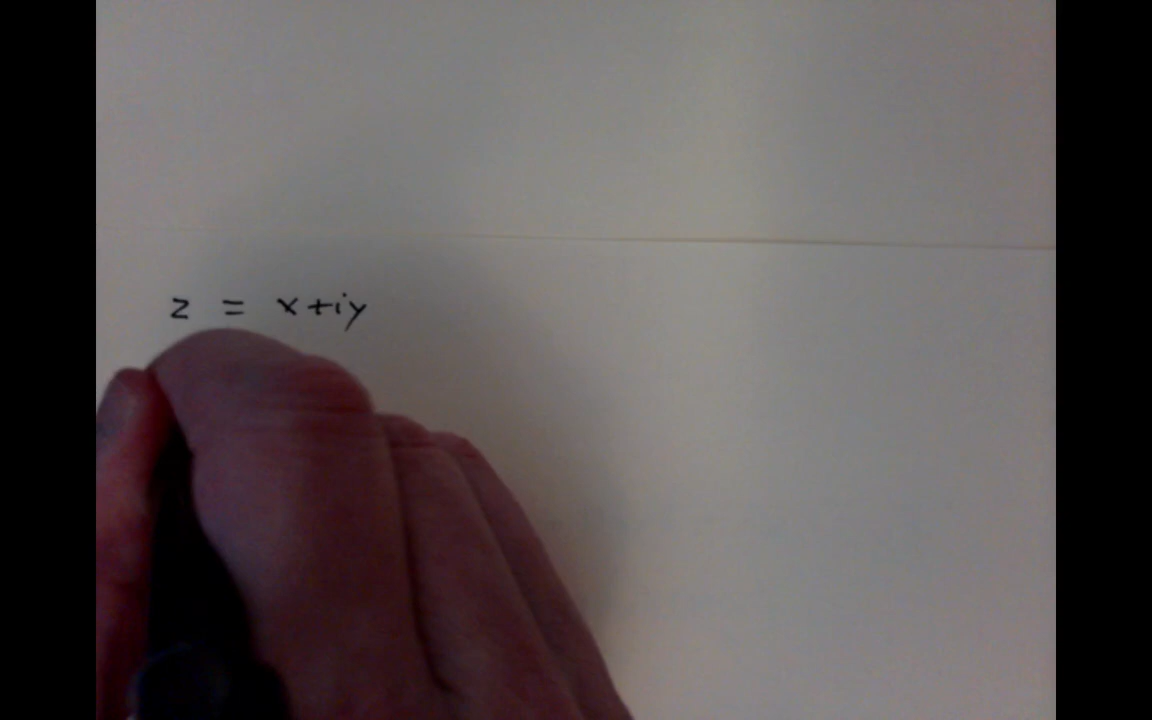 z = x+iy